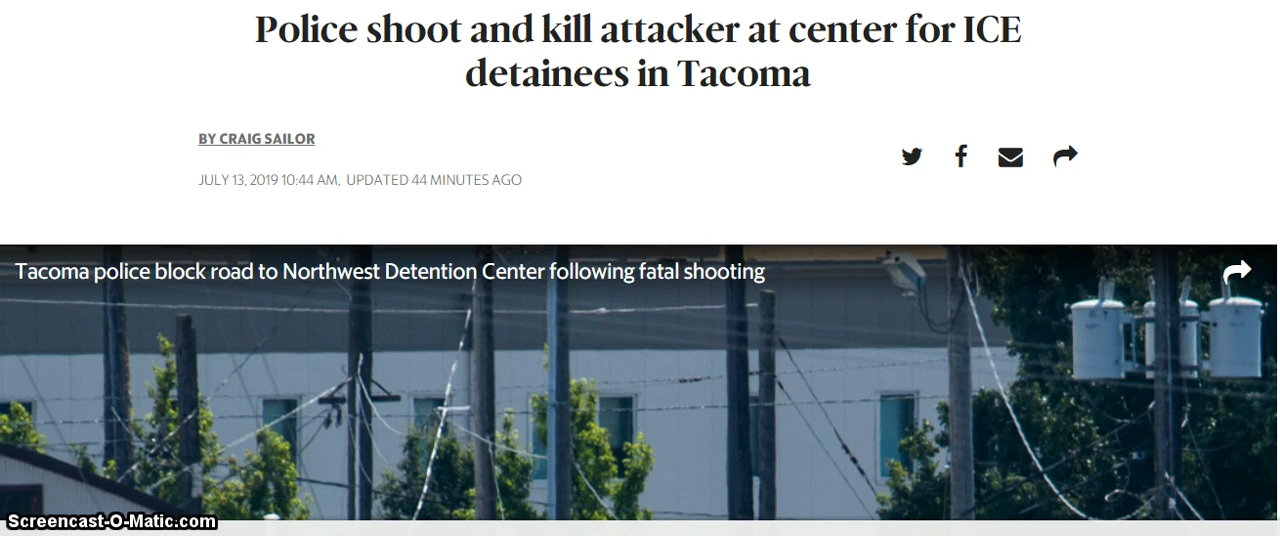 Police shoot and kill attacker at center for ICE
detainees in Tacoma
BY CRAIG SAILOR
JULY 13, 2019 10:44 AM, UPDATED 44 MINUTES AGO
Tacoma police block road to Northwest Detention Center following fatal shooting
Screencast-O-Matic.com